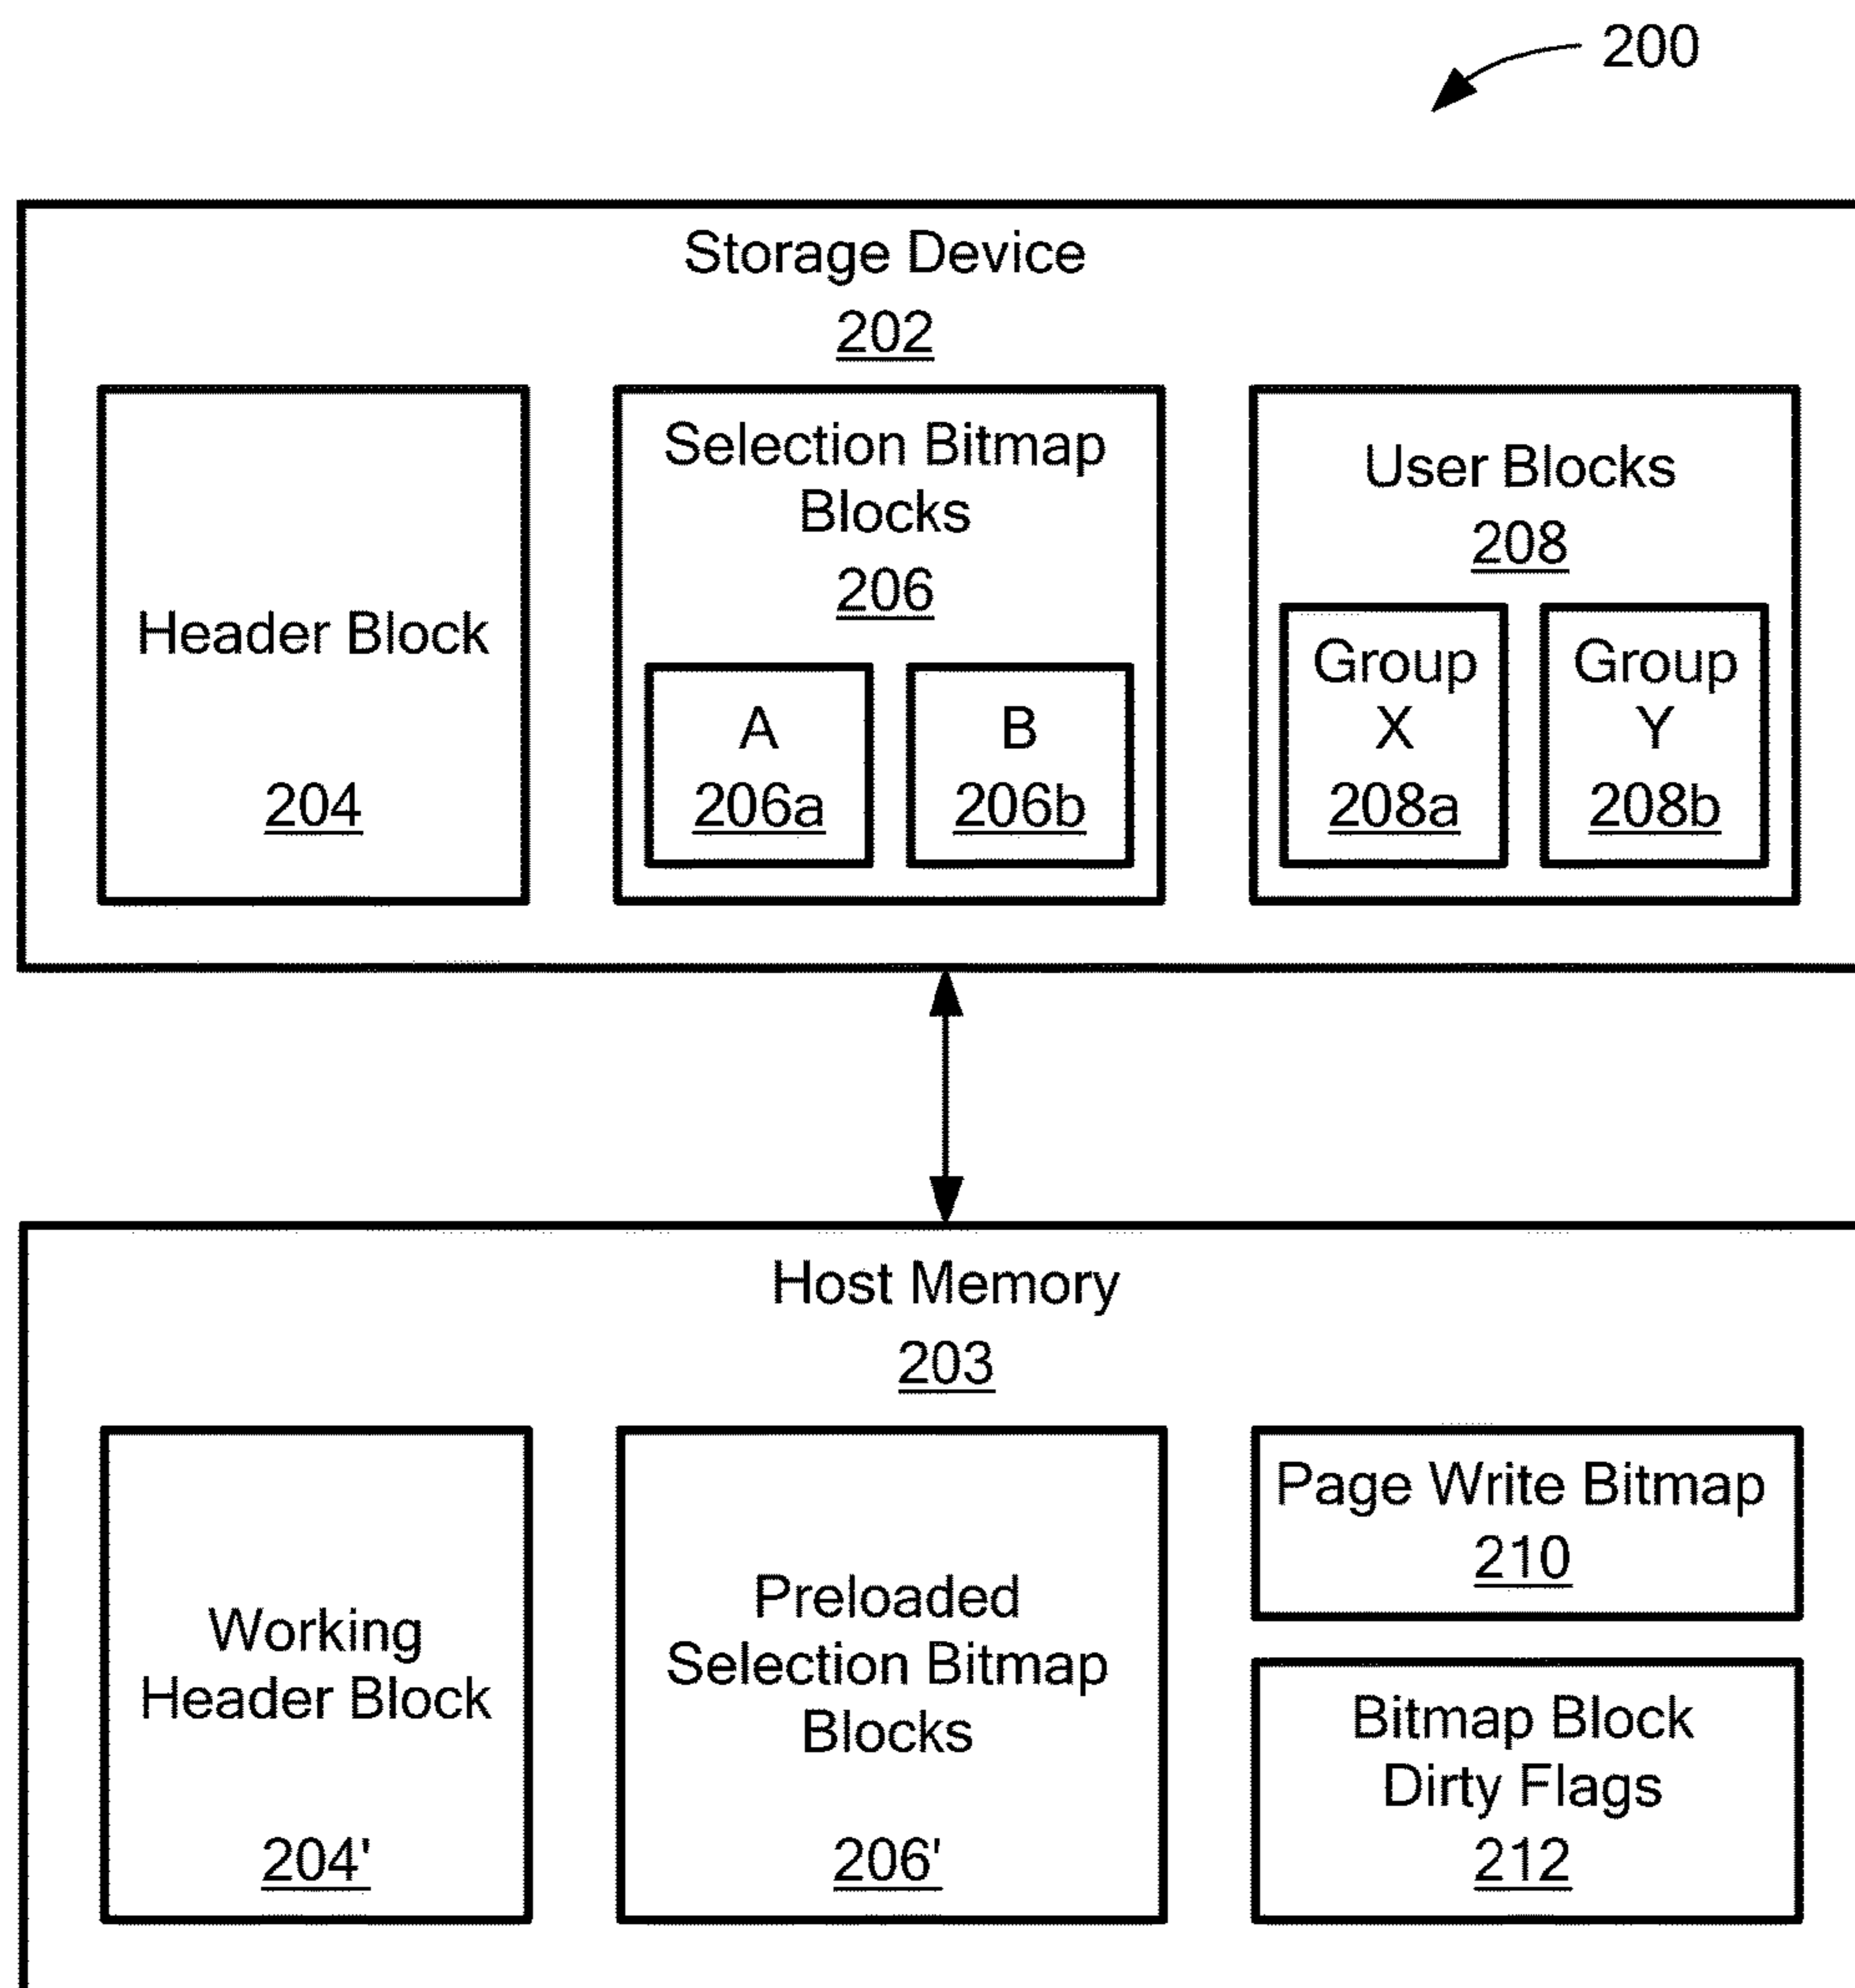 200
Storage Device
202
Header Block
204
Selection Bitmap
Blocks
206
A
206a
B
206b
User Blocks
208
Group
X
208a
Group
Y
208b
Host Memory
203
Working
Header Block
204'
Preloaded
Selection Bitmap
Blocks
206'
Page Write Bitmap
210
Bitmap Block
Dirty Flags
212